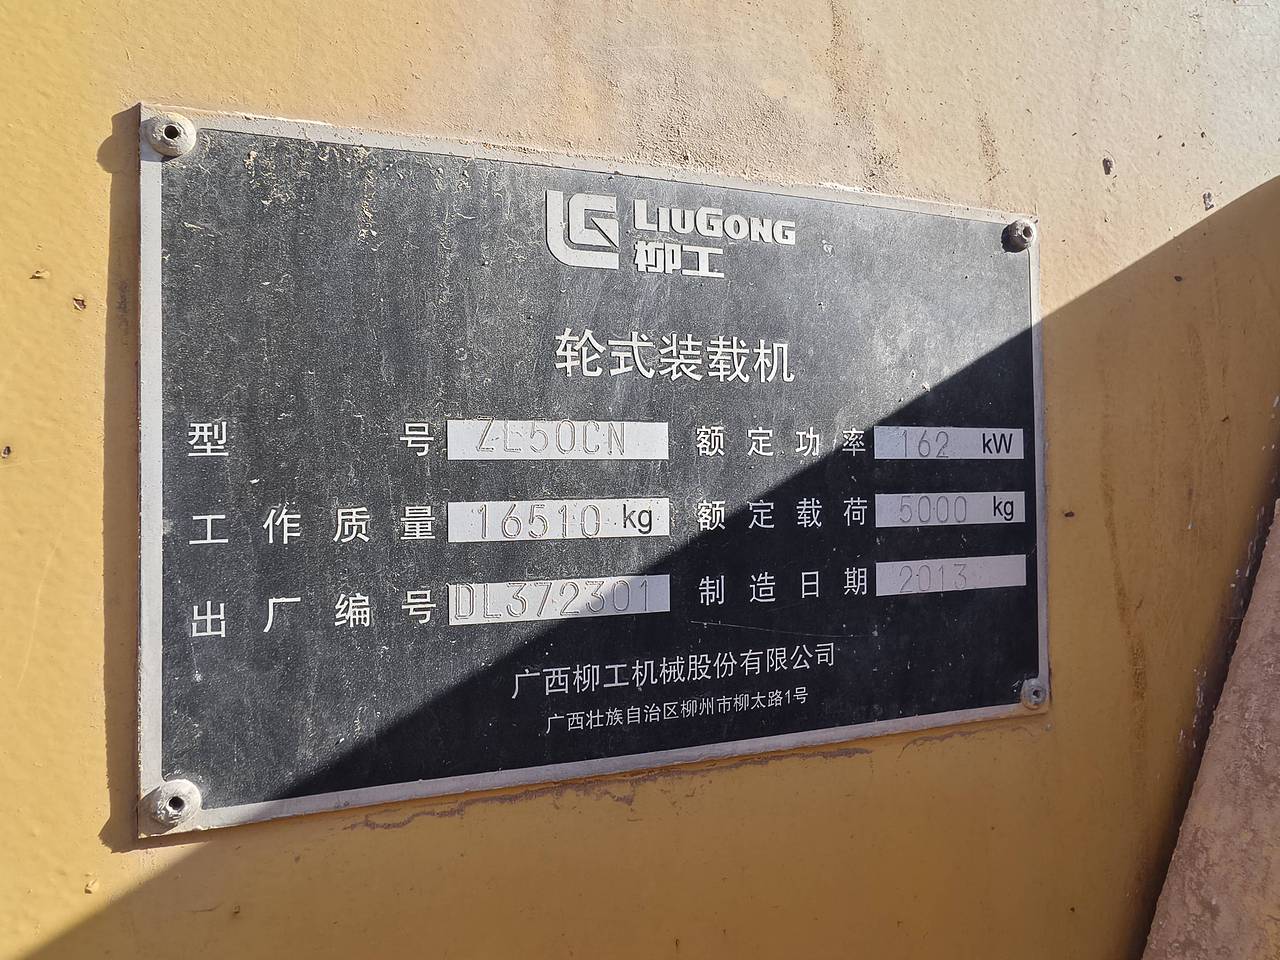 LG LIUGONG
柳工
轮式装载机
型号 ZL50CN 额定功率 162 kW
工作质量 16510 kg 额定载荷 5000 kg
出厂编号 DL372301 制造日期 2013
广西柳工机械股份有限公司
广西壮族自治区柳州市柳太路1号